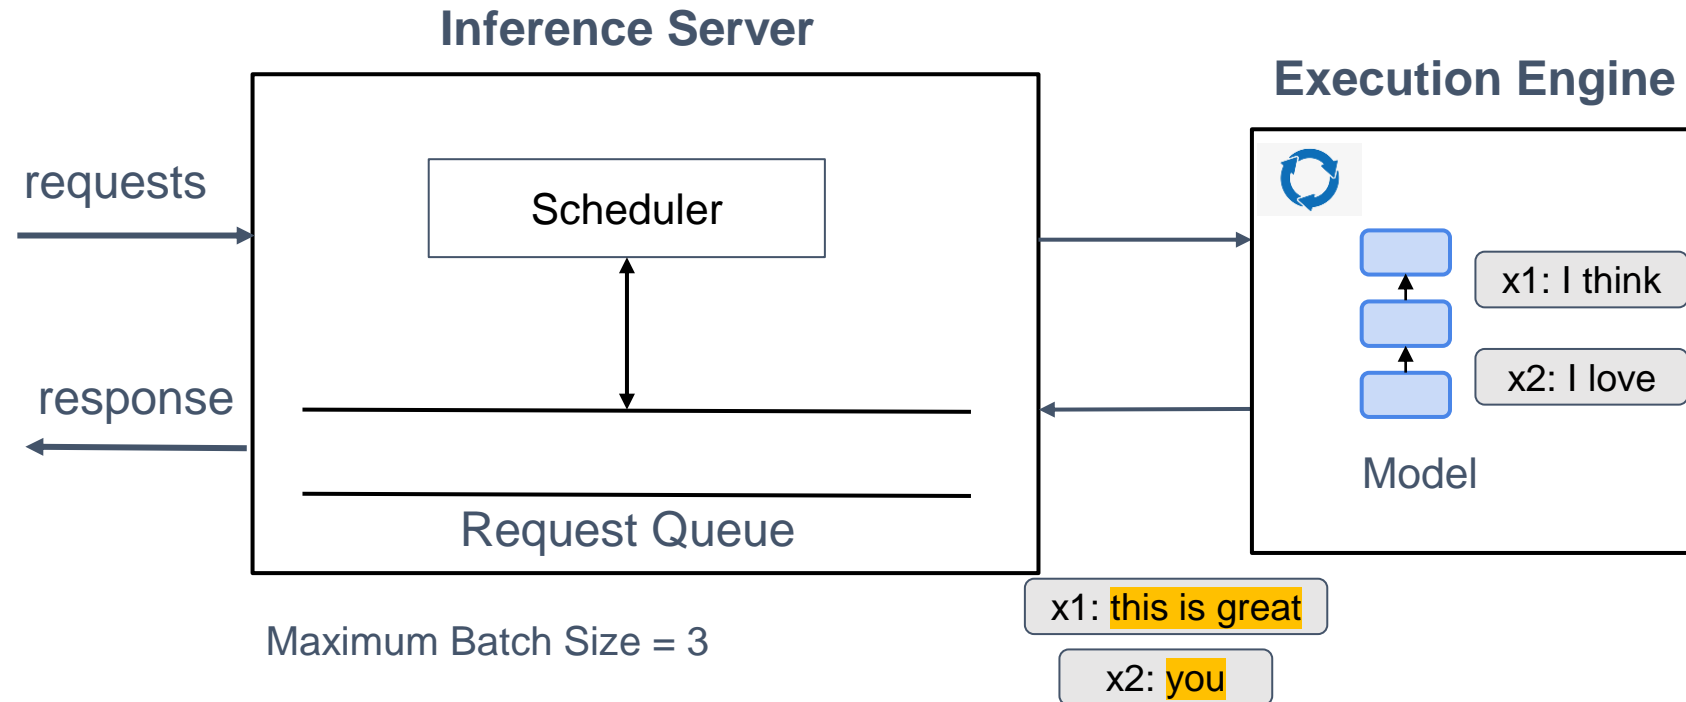 Inference Server
Execution Engine
requests
Scheduler
x1: I think
x2: I love
response
Model
Request Queue
x1: this is great
Maximum Batch Size = 3
x2: you